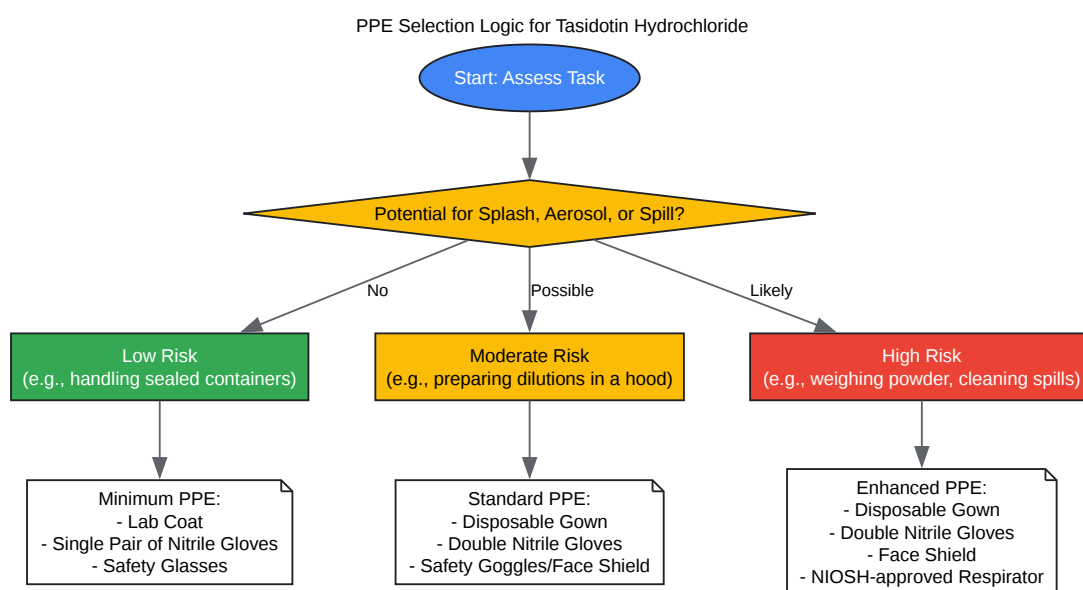 PPE Selection Logic for Tasidotin Hydrochloride
Start: Assess Task
Potential for Splash, Aerosol, or Spill?
No
Possible
Likely
Low Risk
(e.g., handling sealed containers)
Moderate Risk
(e.g., preparing dilutions in a hood)
High Risk
(e.g., weighing powder, cleaning spills)
Minimum PPE:
- Lab Coat
- Single Pair of Nitrile Gloves
- Safety Glasses
Standard PPE:
- Disposable Gown
- Double Nitrile Gloves
- Safety Goggles/Face Shield
Enhanced PPE:
- Disposable Gown
- Double Nitrile Gloves
- Face Shield
- NIOSH-approved Respirator